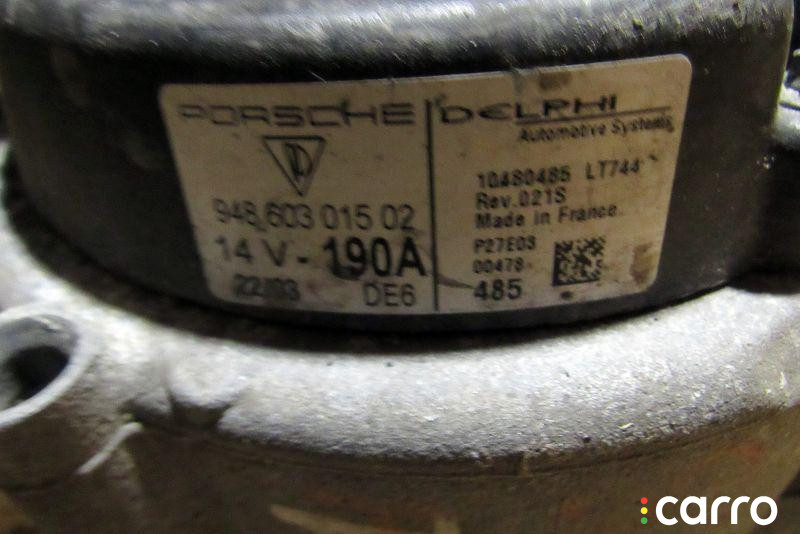 PORSCHE
948 603 015 02
14 V - 190A
22/03 DE6
DELPHI
Automotive Systems
10480485 LT744
Rev.021S
Made in France
P27E03
00478
485
carro